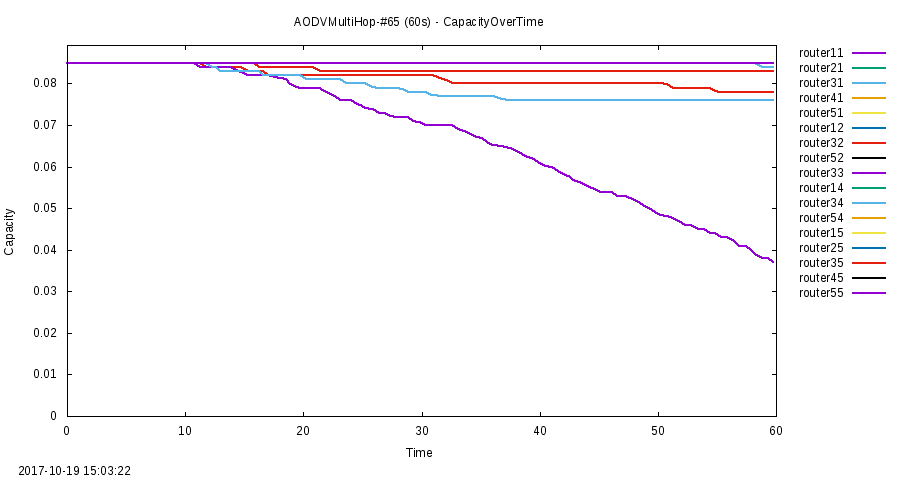 AODVMultiHop-#65 (60s) - CapacityOverTime
router11
router21
router31
router41
router51
router12
router32
router52
router33
router14
router34
router54
router15
router25
router35
router45
router55
Capacity
0.08
0.07
0.06
0.05
0.04
0.03
0.02
0.01
0
0 10 20 30 40 50 60
Time
2017-10-19 15:03:22